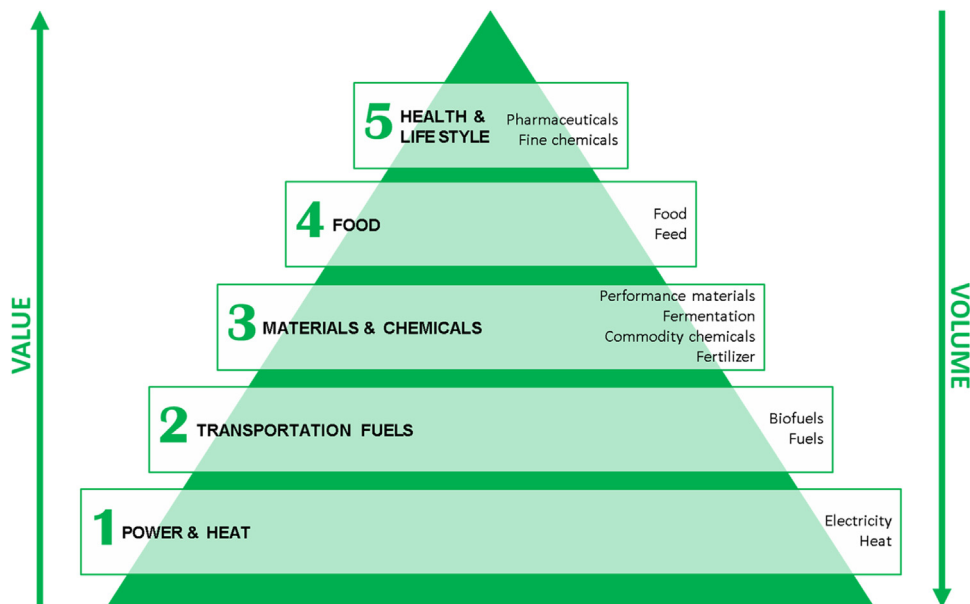 VALUE
VOLUME
5 HEALTH &
LIFE STYLE
Pharmaceuticals
Fine chemicals
4 FOOD
Food
Feed
3 MATERIALS & CHEMICALS
Performance materials
Fermentation
Commodity chemicals
Fertilizer
2 TRANSPORTATION FUELS
Biofuels
Fuels
1 POWER & HEAT
Electricity
Heat